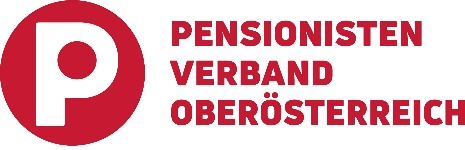 P
PENSIONISTEN
VERBAND
OBERÖSTERREICH